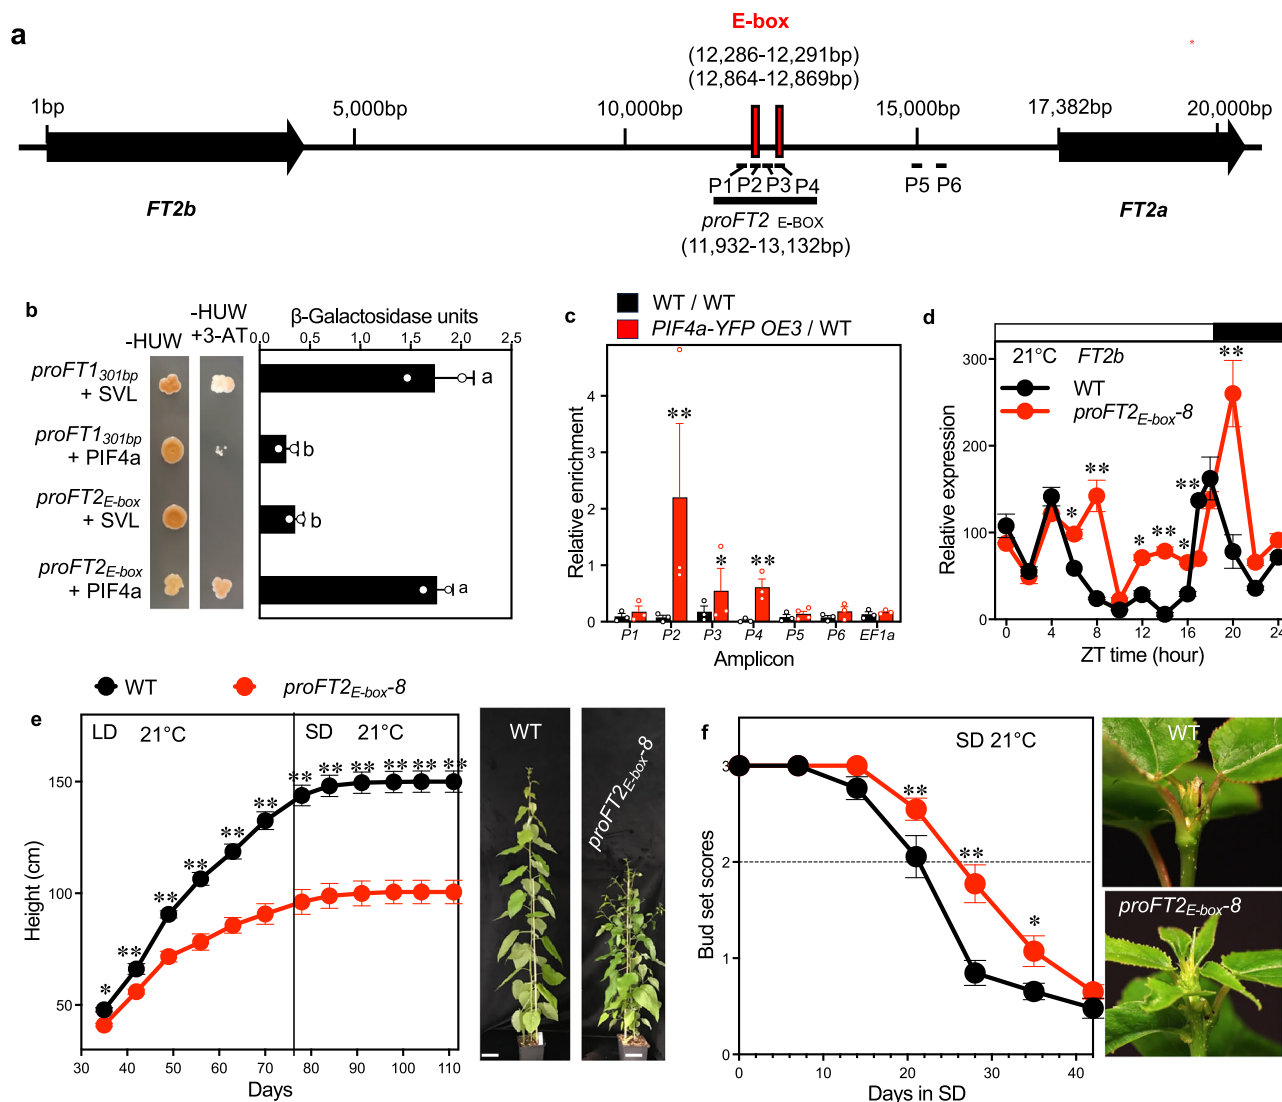 a
E-box
(12,286-12,291bp)
(12,864-12,869bp)
*
1bp
5,000bp
10,000bp
15,000bp
17,382bp
20,000bp
P1 P2 P3 P4
P5 P6
FT2b
FT2a
proFT2 E-BOX
(11,932-13,132bp)
b
-HUW
-HUW
+3-AT
β-Galactosidase units
0.0 0.5 1.0 1.5 2.0 2.5
proFT1301bp
+ SVL
a
proFT1301bp
+ PIF4a
b
proFT2E-box
+ SVL
b
proFT2E-box
+ PIF4a
a
c
WT / WT
PIF4a-YFP OE3 / WT
Relative enrichment
4
2
0
**
*
**
P1 P2 P3 P4 P5 P6 EF1a
Amplicon
d
21°C FT2b
WT
proFT2E-box-8
Relative expression
300
200
100
0
* ** * ** * ** **
0 4 8 12 16 20 24
ZT time (hour)
WT
proFT2E-box-8
e
LD 21°C SD 21°C
Height (cm)
150
100
50
* ** ** ** ** ** ** ** ** ** ** **
30 40 50 60 70 80 90 100 110
Days
WT
proFT2E-box-8
f
SD 21°C
Bud set scores
3
2
1
0
** ** *
0 10 20 30 40
Days in SD
WT
proFT2E-box-8